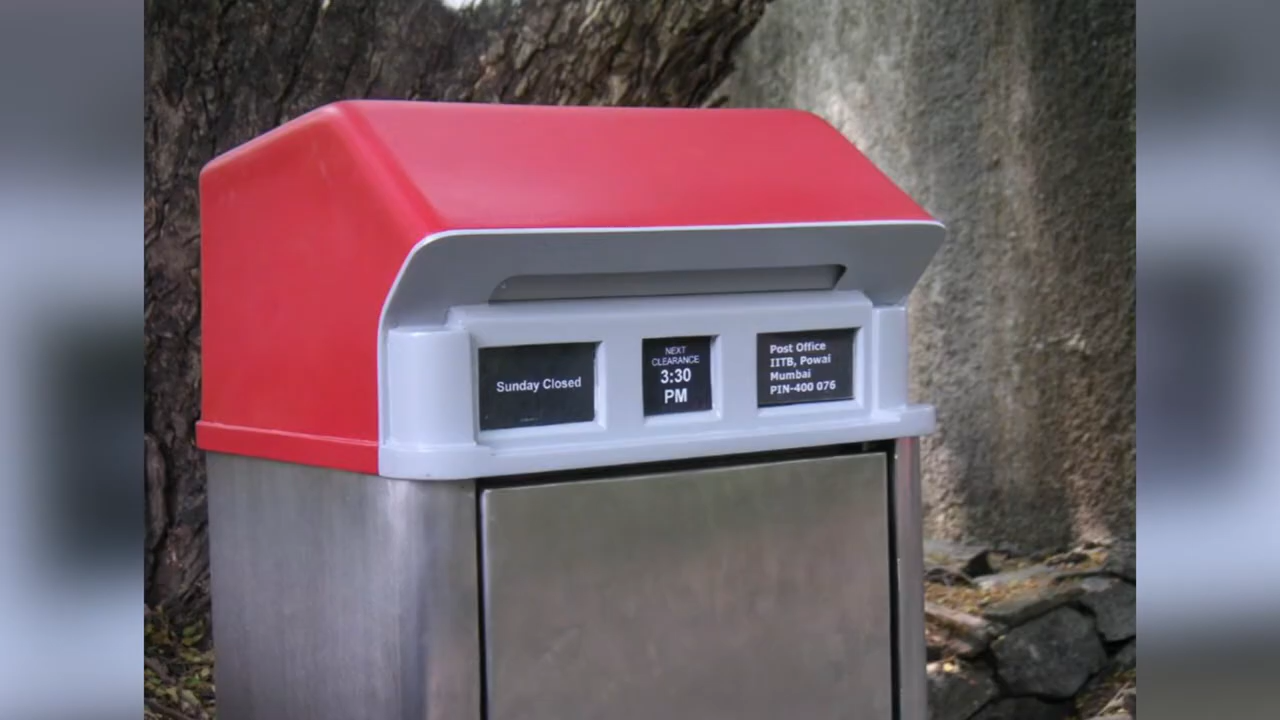 Sunday Closed
NEXT
CLEARANCE
3:30
PM
Post Office
IITB, Powai
Mumbai
PIN-400 076